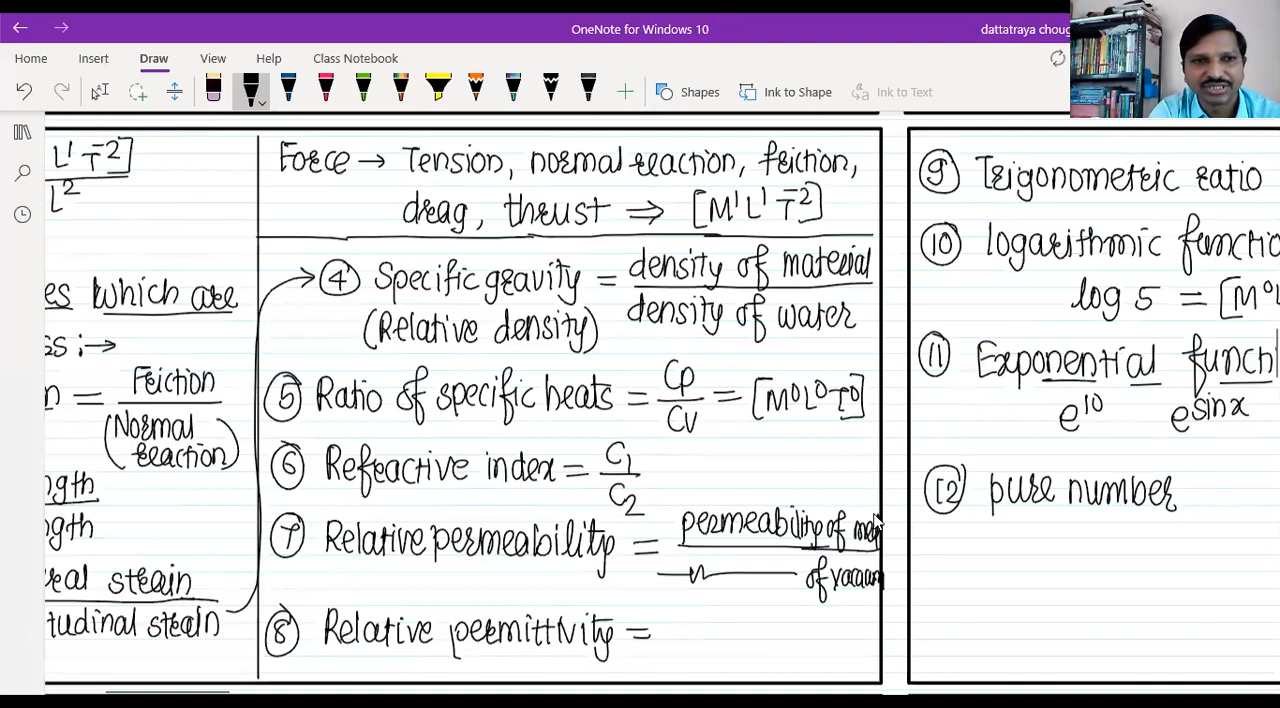 OneNote for Windows 10
dattatraya choug
Home Insert Draw View Help Class Notebook
Shapes Ink to Shape Ink to Text
L¹ T⁻²]
L²
es which are
ss :→
n = Friction
(Normal reaction)
ngth
ngth
eral strain
tudinal strain
Force → Tension, normal reaction, friction,
drag, thrust ⇒ [M¹L¹T⁻²]
④ Specific gravity = density of material
(Relative density) density of water
⑤ Ratio of specific heats = Cp/Cv = [M⁰L⁰T⁰]
⑥ Refractive index = C₁/C₂
⑦ Relative permeability = permeability of
of vacuum
⑧ Relative permittivity =
⑨ Trigonometric ratio
⑩ logarithmic functio
log 5 = [M⁰L
⑪ Exponential functi
e¹⁰ e^sinx
⑫ pure number